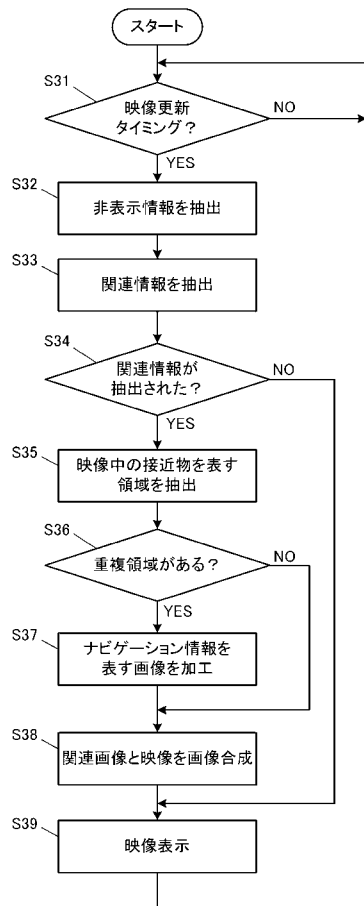 スタート
S31
映像更新
タイミング？
NO
YES
S32
非表示情報を抽出
S33
関連情報を抽出
S34
関連情報が
抽出された？
NO
YES
S35
映像中の接近物を表す
領域を抽出
S36
重複領域がある？
NO
YES
S37
ナビゲーション情報を
表す画像を加工
S38
関連画像と映像を画像合成
S39
映像表示